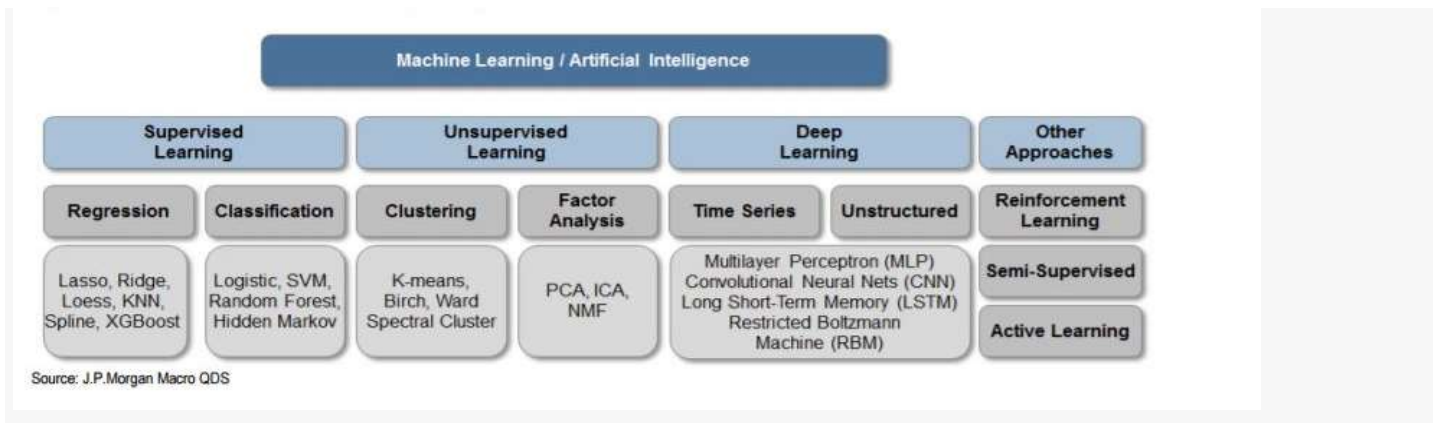 Machine Learning / Artificial Intelligence
Supervised
Learning
Unsupervised
Learning
Deep
Learning
Other
Approaches
Regression
Classification
Clustering
Factor
Analysis
Time Series
Unstructured
Reinforcement
Learning
Lasso, Ridge,
Loess, KNN,
Spline, XGBoost
Logistic, SVM,
Random Forest,
Hidden Markov
K-means,
Birch, Ward
Spectral Cluster
PCA, ICA,
NMF
Multilayer Perceptron (MLP)
Convolutional Neural Nets (CNN)
Long Short-Term Memory (LSTM)
Restricted Boltzmann
Machine (RBM)
Semi-Supervised
Active Learning
Source: J.P.Morgan Macro QDS